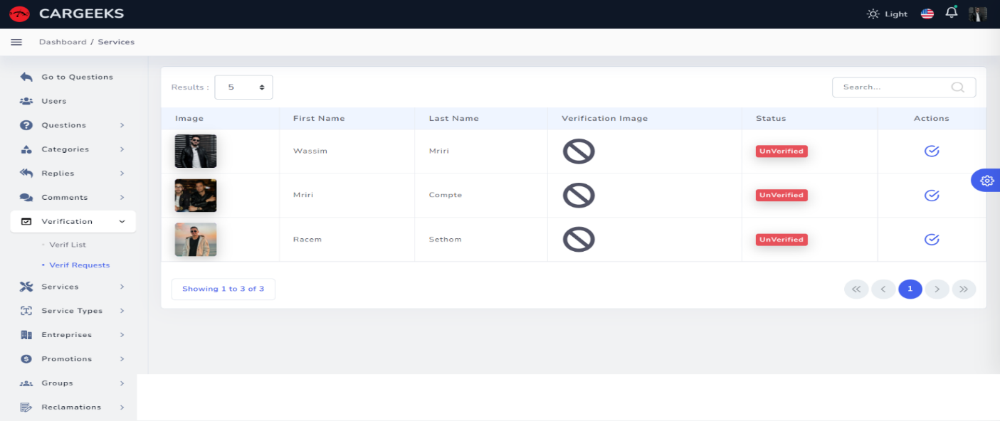 CARGEEKS
Light
Dashboard / Services
Go to Questions
Users
Questions
Categories
Replies
Comments
Verification
Verif List
Verif Requests
Services
Service Types
Entreprises
Promotions
Groups
Reclamations
Results : 5
Search...
Image First Name Last Name Verification Image Status Actions
Wassim Mriri UnVerified
Mriri Compte UnVerified
Racem Sethom UnVerified
Showing 1 to 3 of 3
1